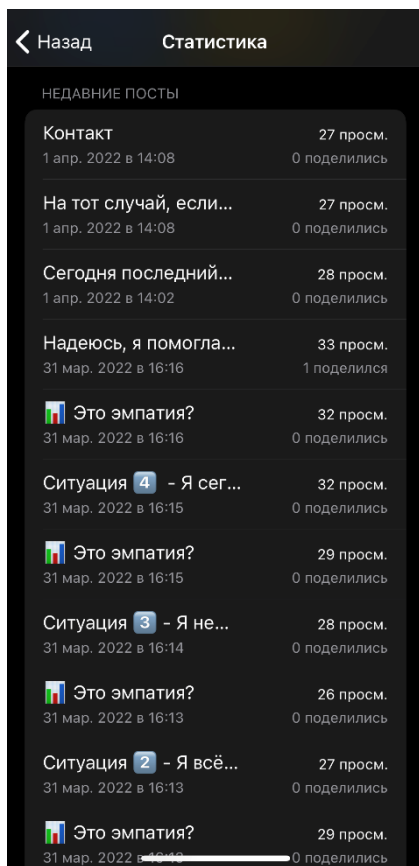 Назад Статистика
НЕДАВНИЕ ПОСТЫ
Контакт 27 просм.
1 апр. 2022 в 14:08 0 поделились
На тот случай, если... 27 просм.
1 апр. 2022 в 14:08 0 поделились
Сегодня последний... 28 просм.
1 апр. 2022 в 14:02 0 поделились
Надеюсь, я помогла... 33 просм.
31 мар. 2022 в 16:16 1 поделился
📊 Это эмпатия? 32 просм.
31 мар. 2022 в 16:16 0 поделились
Ситуация 4️⃣ - Я сег... 32 просм.
31 мар. 2022 в 16:15 0 поделились
📊 Это эмпатия? 29 просм.
31 мар. 2022 в 16:15 0 поделились
Ситуация 3️⃣ - Я не... 28 просм.
31 мар. 2022 в 16:14 0 поделились
📊 Это эмпатия? 26 просм.
31 мар. 2022 в 16:13 0 поделились
Ситуация 2️⃣ - Я всё... 27 просм.
31 мар. 2022 в 16:13 0 поделились
📊 Это эмпатия? 29 просм.
31 мар. 2022 в 0 поделились